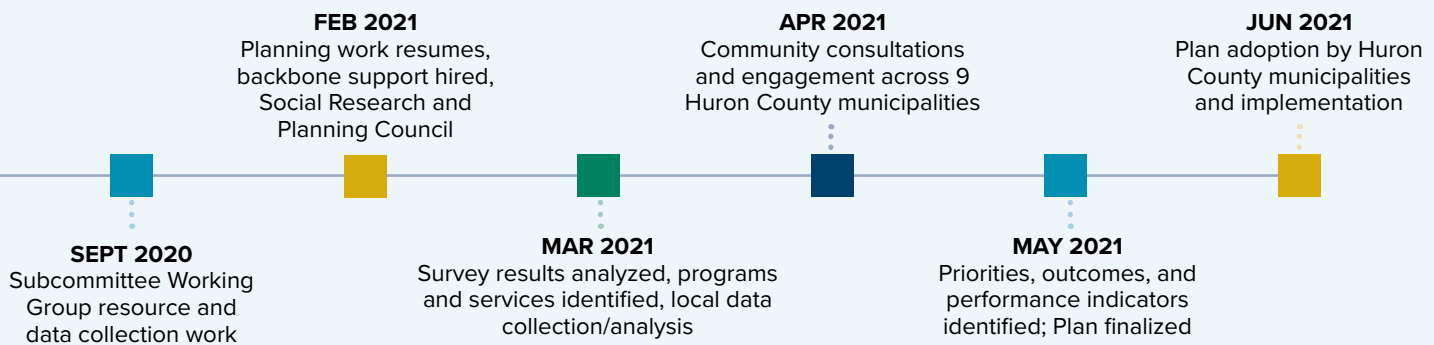 SEPT 2020
Subcommittee Working
Group resource and
data collection work
FEB 2021
Planning work resumes,
backbone support hired,
Social Research and
Planning Council
MAR 2021
Survey results analyzed, programs
and services identified, local data
collection/analysis
APR 2021
Community consultations
and engagement across 9
Huron County municipalities
MAY 2021
Priorities, outcomes, and
performance indicators
identified; Plan finalized
JUN 2021
Plan adoption by Huron
County municipalities
and implementation